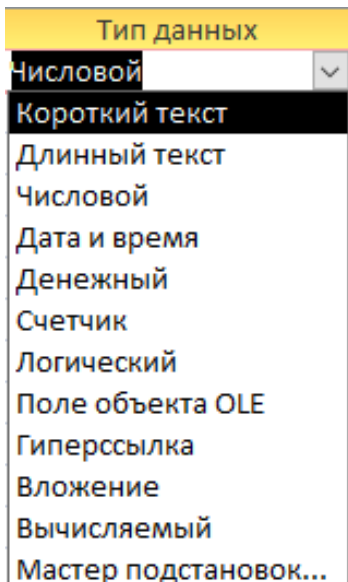 Тип данных
Числовой
Короткий текст
Длинный текст
Числовой
Дата и время
Денежный
Счетчик
Логический
Поле объекта OLE
Гиперссылка
Вложение
Вычисляемый
Мастер подстановок...